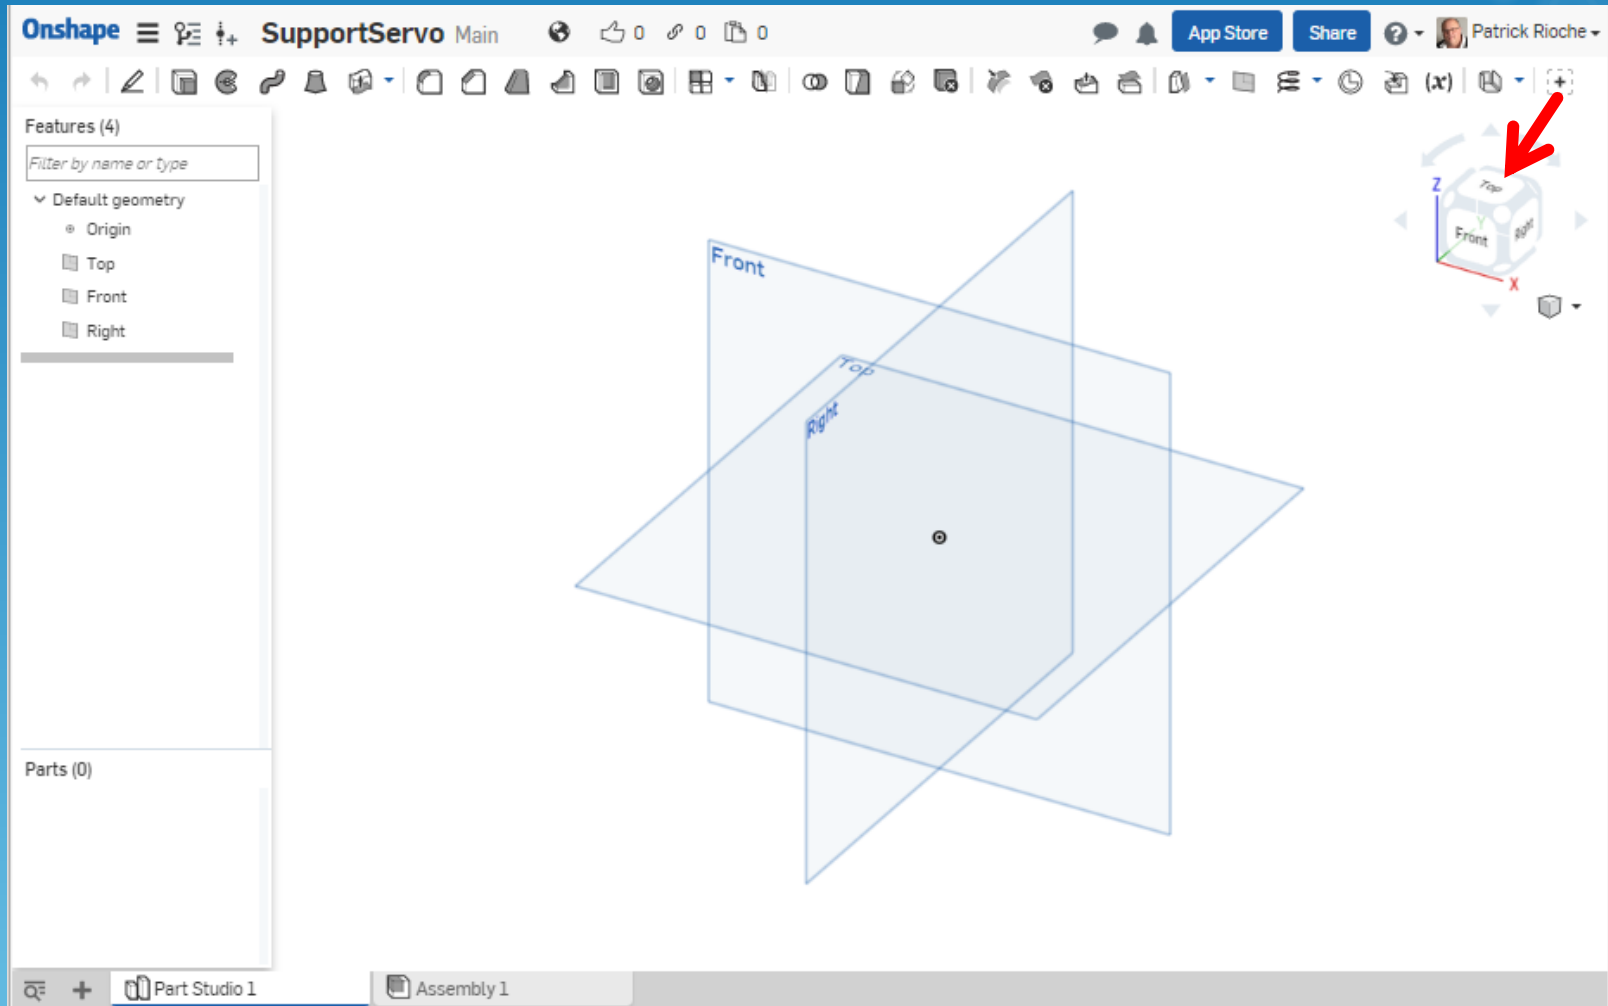 Onshape SupportServo Main 0 0 0 App Store Share Patrick Rioche
(x)
Features (4)
Filter by name or type
Default geometry
Origin
Top
Front
Right
Front
Top
Right
Top
Front
Right
Z
Y
X
Parts (0)
Part Studio 1
Assembly 1